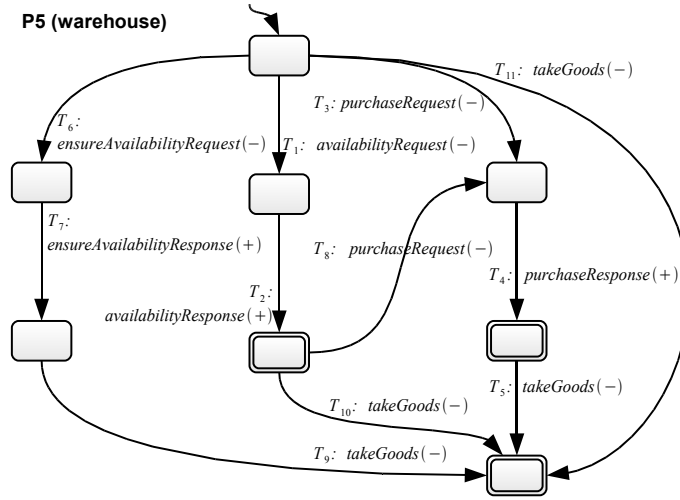 P5 (warehouse)
T11: takeGoods(−)
T3: purchaseRequest(−)
T6:
ensureAvailabilityRequest(−)
T1: availabilityRequest(−)
T7:
ensureAvailabilityResponse(+)
T8: purchaseRequest(−)
T4: purchaseResponse(+)
T2:
availabilityResponse(+)
T5: takeGoods(−)
T10: takeGoods(−)
T9: takeGoods(−)